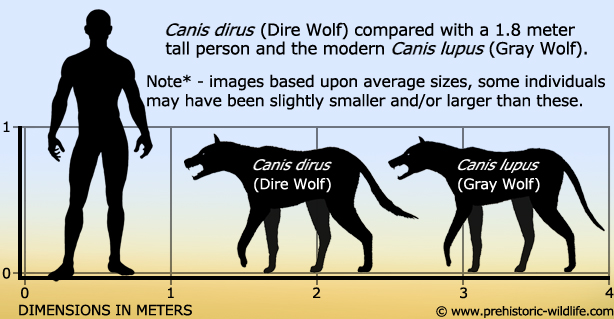 Canis dirus (Dire Wolf) compared with a 1.8 meter
tall person and the modern Canis lupus (Gray Wolf).
Note* - images based upon average sizes, some individuals
may have been slightly smaller and/or larger than these.
1
Canis dirus
(Dire Wolf)
Canis lupus
(Gray Wolf)
0
0 1 2 3 4
DIMENSIONS IN METERS
© www.prehistoric-wildlife.com